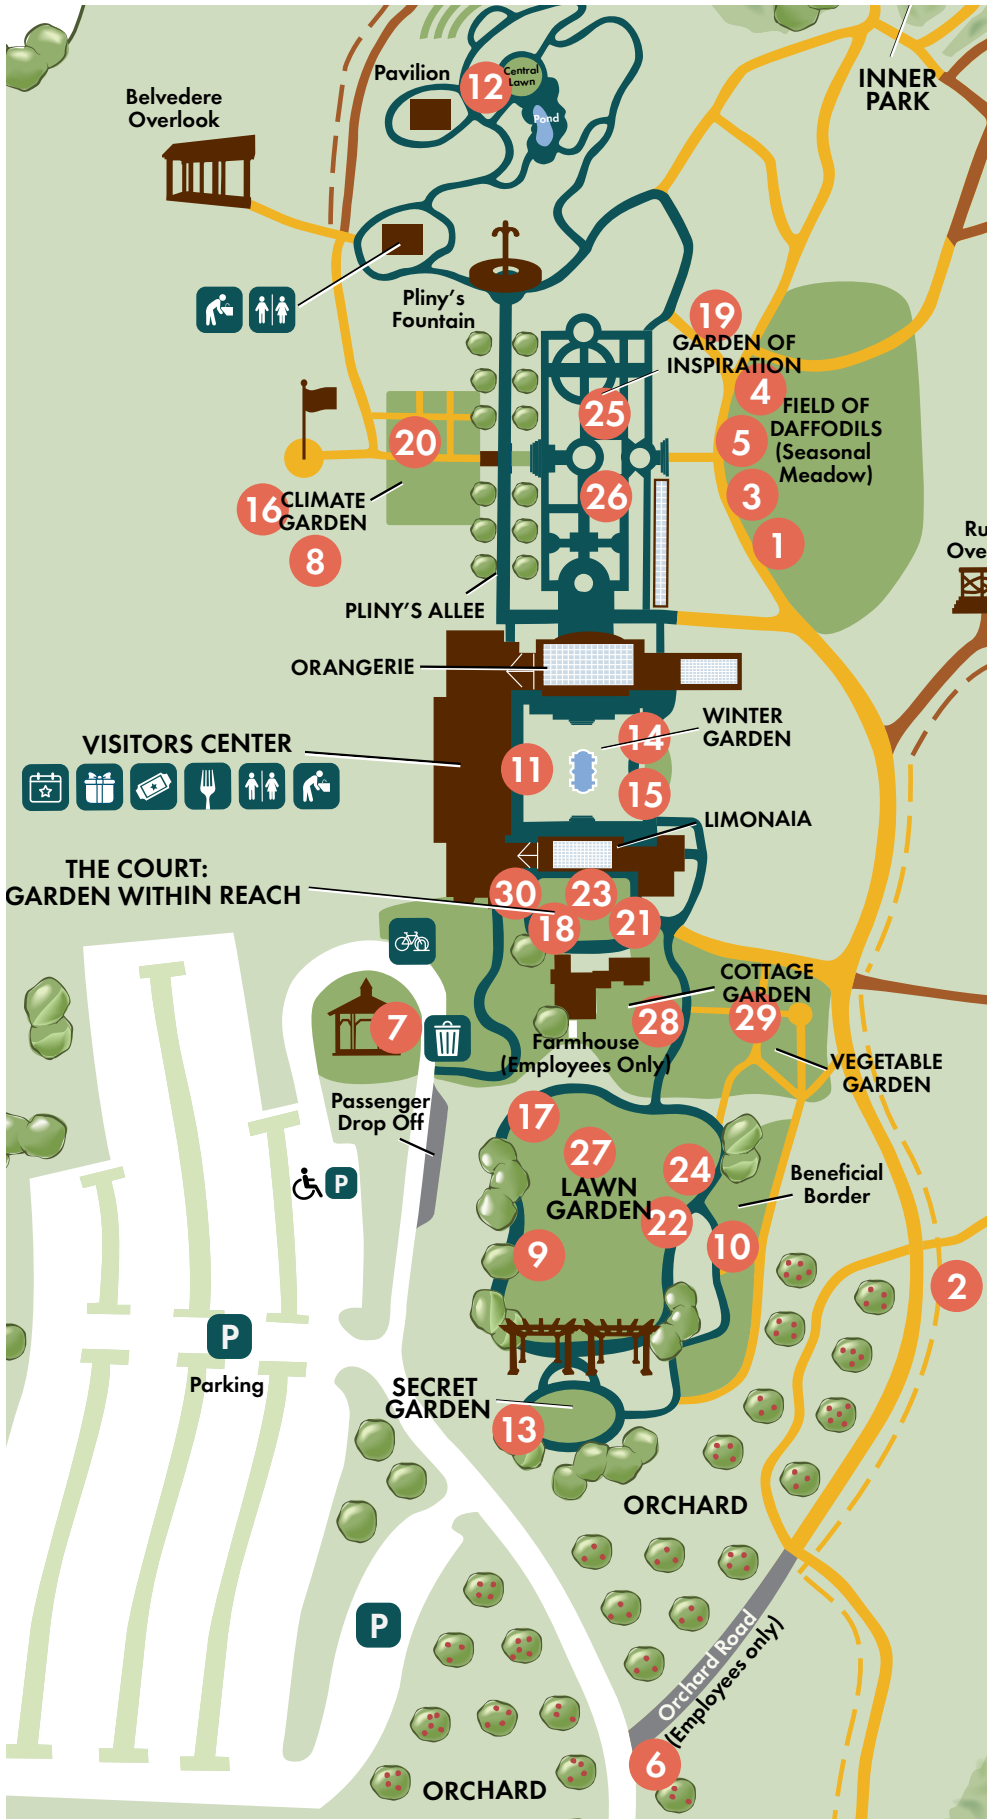 INNER
PARK
Pavilion
12
Central
Lawn
Pond
Belvedere
Overlook
Pliny's
Fountain
19
GARDEN OF
INSPIRATION
4
FIELD OF
DAFFODILS
(Seasonal
Meadow)
25
5
20
26
3
16
CLIMATE
GARDEN
8
1
PLINY'S ALLEE
ORANGERIE
WINTER
GARDEN
14
VISITORS CENTER
11
15
LIMONAIA
THE COURT:
GARDEN WITHIN REACH
30
23
18
21
COTTAGE
GARDEN
7
28
29
Farmhouse
(Employees Only)
VEGETABLE
GARDEN
Passenger
Drop Off
17
27
24
P
LAWN
GARDEN
22
Beneficial
Border
9
10
2
P
Parking
SECRET
GARDEN
13
ORCHARD
P
Orchard Road
(Employees only)
6
ORCHARD